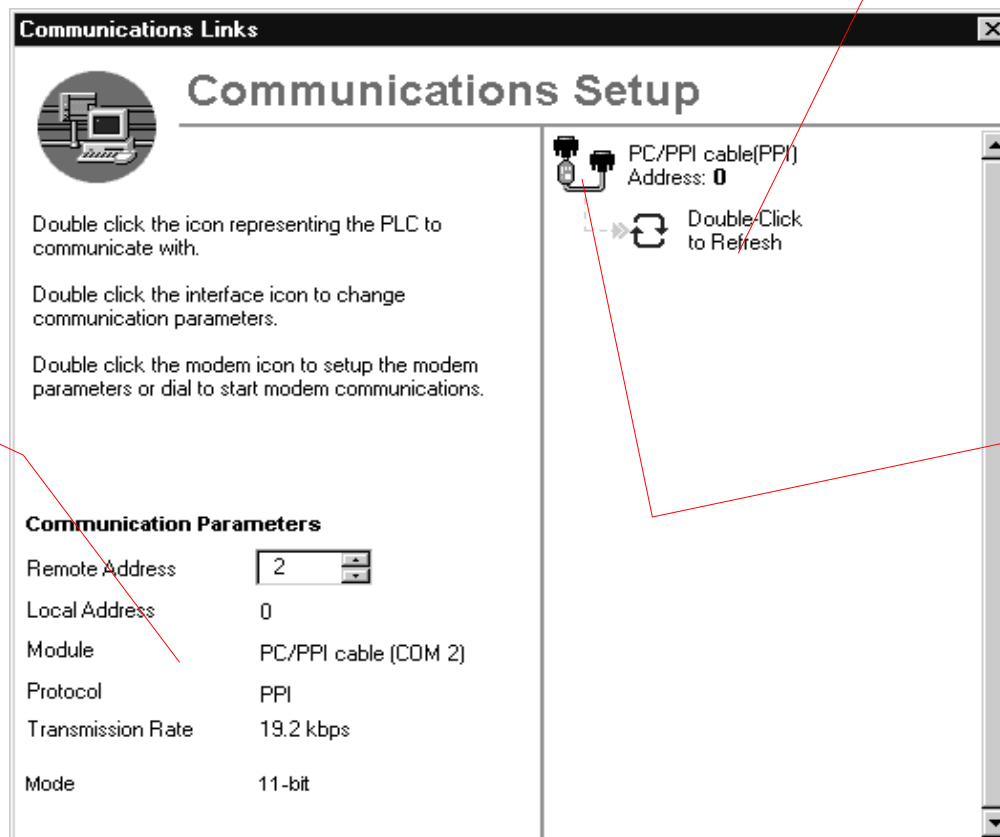 Communications Links
Communications Setup
Double click the icon representing the PLC to
communicate with.
Double click the interface icon to change
communication parameters.
Double click the modem icon to setup the modem
parameters or dial to start modem communications.
Communication Parameters
Remote Address 2
Local Address 0
Module PC/PPI cable (COM 2)
Protocol PPI
Transmission Rate 19.2 kbps
Mode 11-bit
PC/PPI cable(PPI)
Address: 0
Double-Click
to Refresh